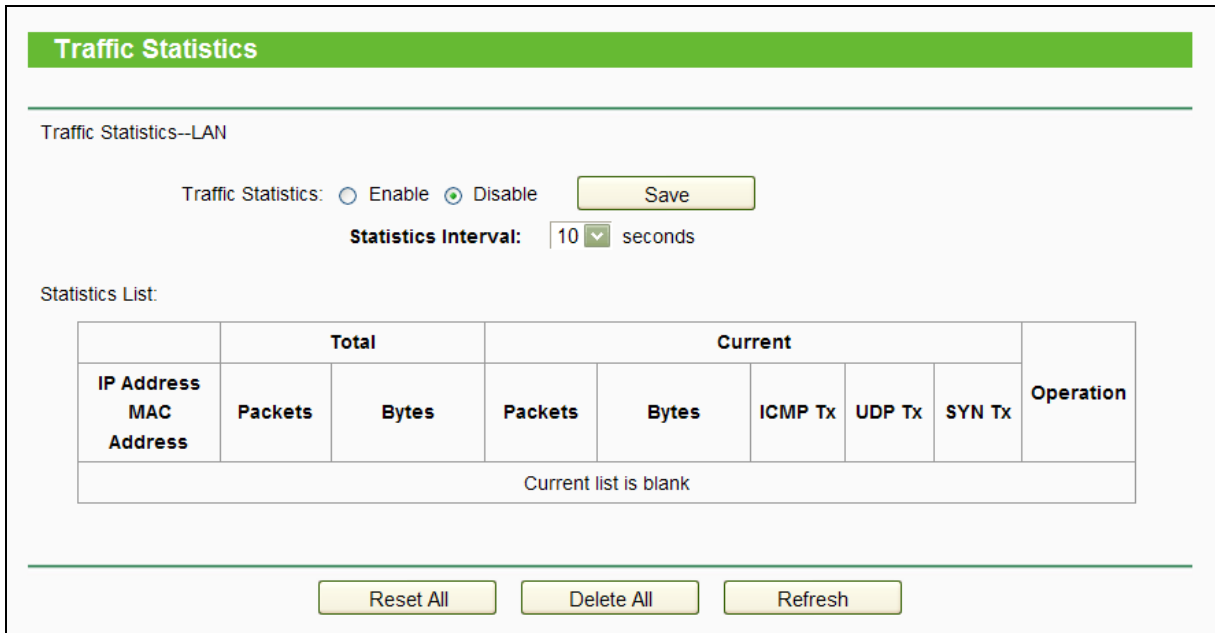 Traffic Statistics
Traffic Statistics--LAN
Traffic Statistics: Enable Disable Save
Statistics Interval: 10 seconds
Statistics List:
Total Current
IP Address
MAC
Address
Packets Bytes Packets Bytes ICMP Tx UDP Tx SYN Tx Operation
Current list is blank
Reset All Delete All Refresh